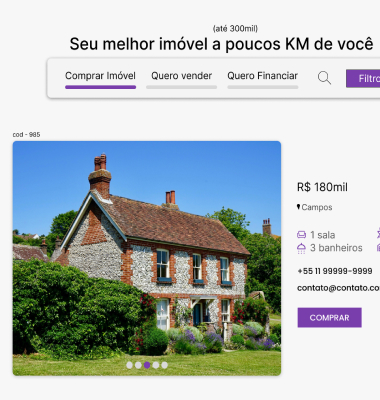 (até 300mil)
Seu melhor imóvel a poucos KM de você
Comprar Imóvel
Quero vender
Quero Financiar
Filtro
cod - 985
R$ 180mil
Campos
1 sala
3 banheiros
+55 11 99999-9999
contato@contato.co
COMPRAR